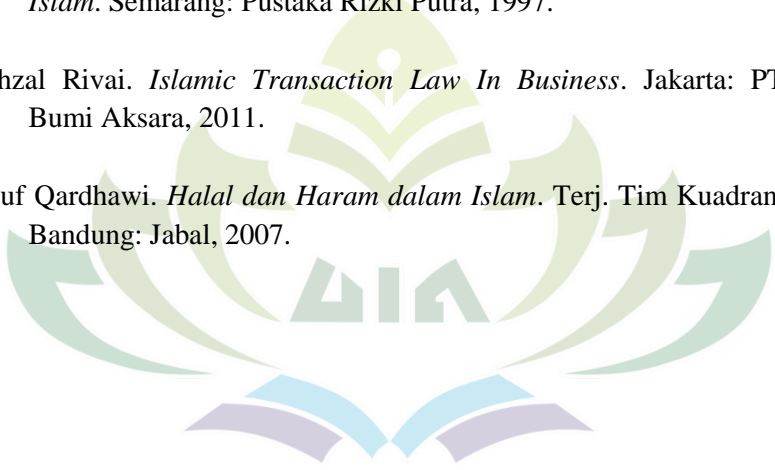 Islam. Semarang: Pustaka Rizki Putra, 1997.
hzal Rivai. Islamic Transaction Law In Business. Jakarta: PT
Bumi Aksara, 2011.
uf Qardhawi. Halal dan Haram dalam Islam. Terj. Tim Kuadran
Bandung: Jabal, 2007.
UIN